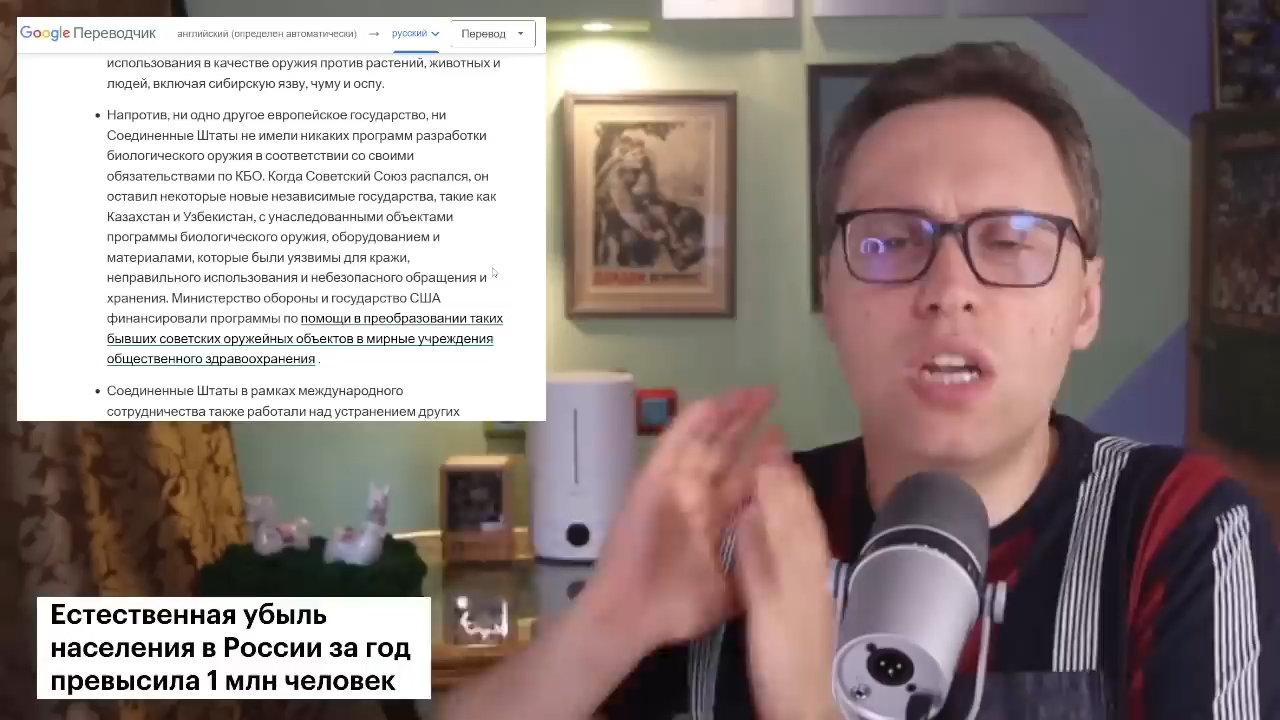 Google Переводчик
английский (определен автоматически) → русский Перевод
использования в качестве оружия против растений, животных и
людей, включая сибирскую язву, чуму и оспу.
• Напротив, ни одно другое европейское государство, ни
Соединенные Штаты не имели никаких программ разработки
биологического оружия в соответствии со своими
обязательствами по КБО. Когда Советский Союз распался, он
оставил некоторые новые независимые государства, такие как
Казахстан и Узбекистан, с унаследованными объектами
программы биологического оружия, оборудованием и
материалами, которые были уязвимы для кражи,
неправильного использования и небезопасного обращения и
хранения. Министерство обороны и государство США
финансировали программы по помощи в преобразовании таких
бывших советских оружейных объектов в мирные учреждения
общественного здравоохранения .
• Соединенные Штаты в рамках международного
сотрудничества также работали над устранением других
Естественная убыль
населения в России за год
превысила 1 млн человек